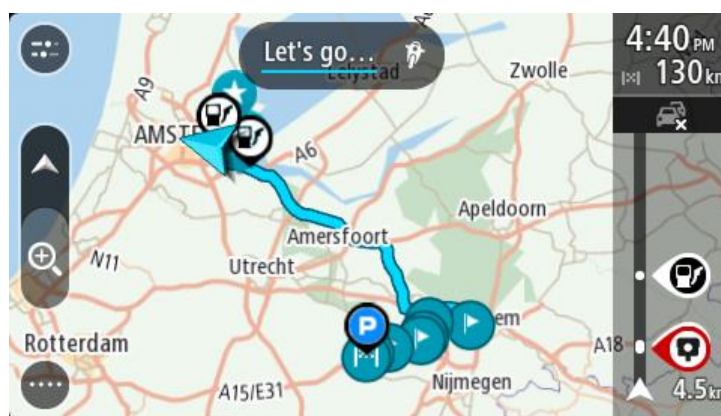 Let's go...
4:40 PM
130 km
A9
Zwolle
AMST
A6
Apeldoorn
Amersfoort
N11
Utrecht
P
em
Rotterdam
A18
A15/E31
Nijmegen
4.5 km